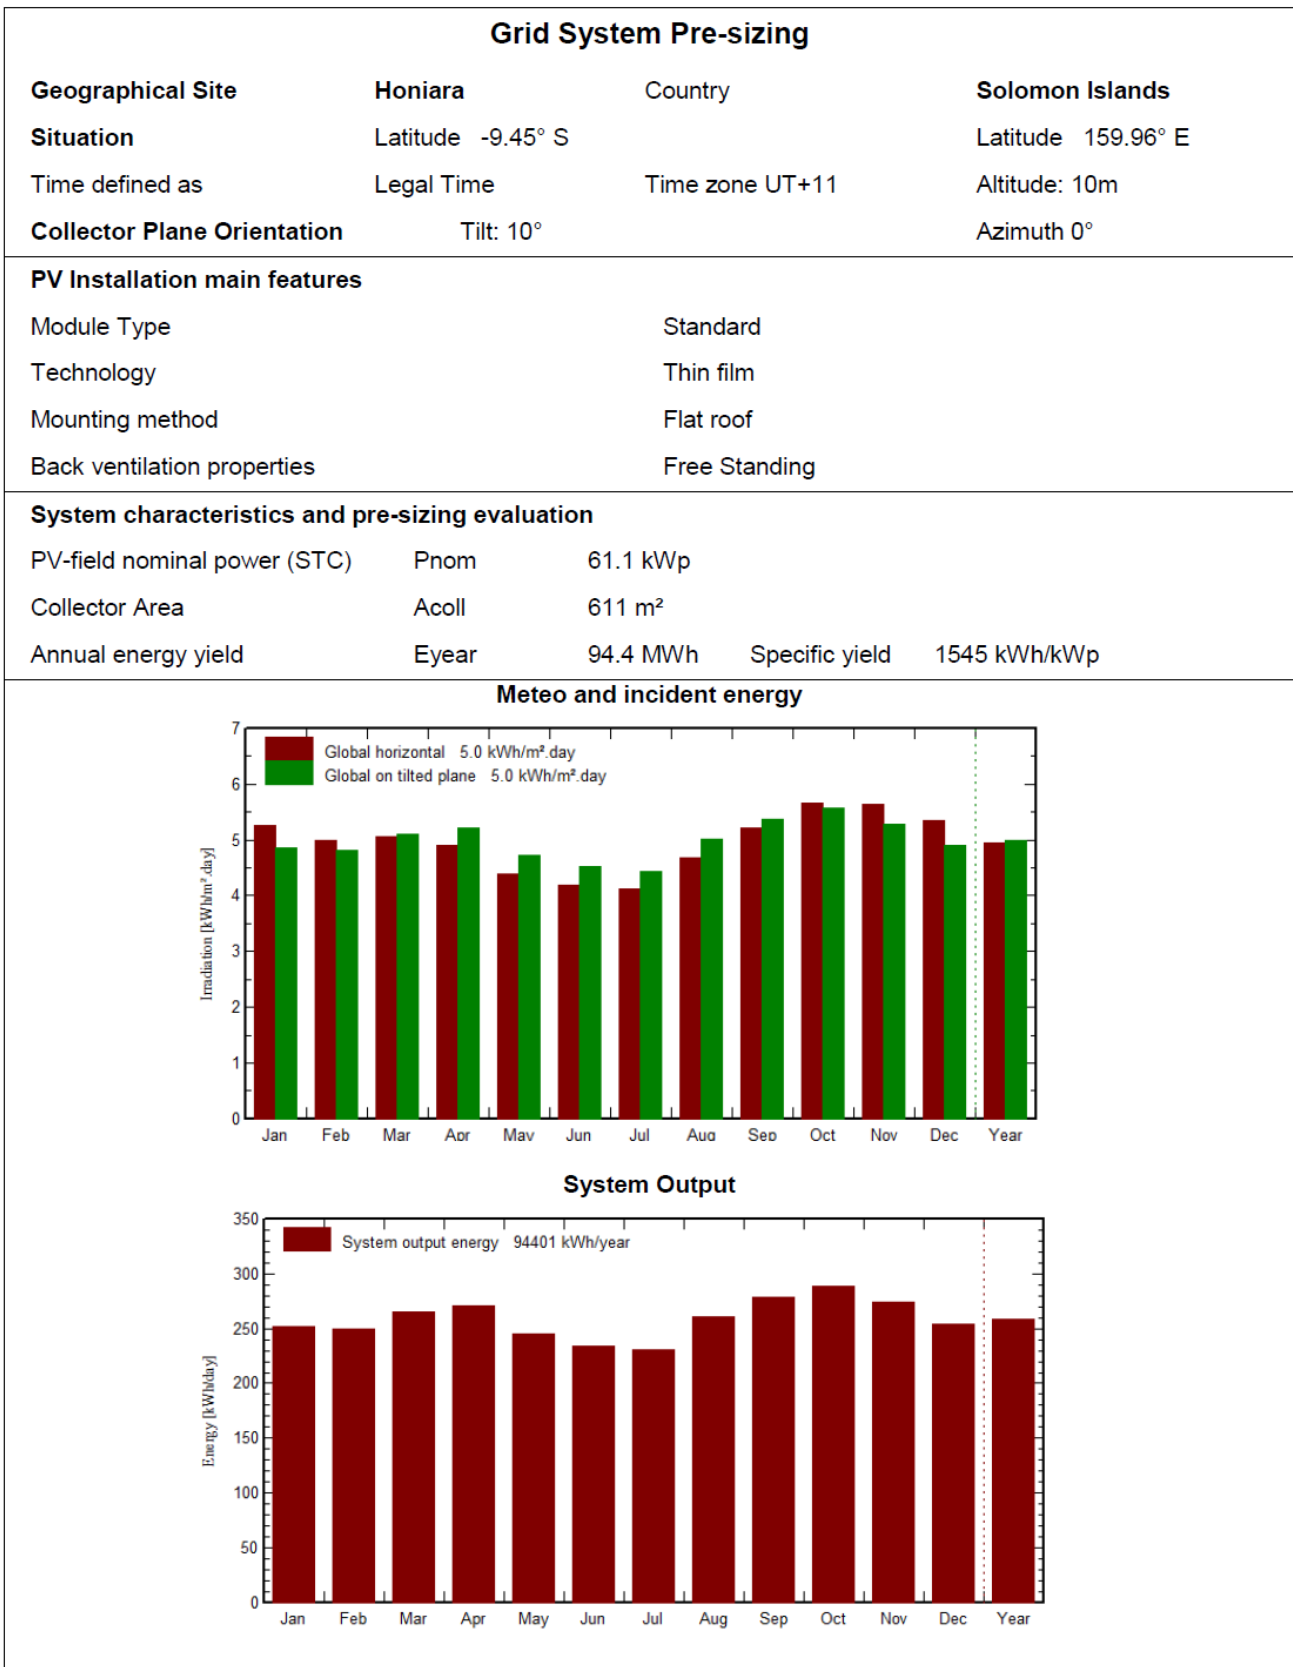 Grid System Pre-sizing
Geographical Site Honiara Country Solomon Islands
Situation Latitude -9.45° S Latitude 159.96° E
Time defined as Legal Time Time zone UT+11 Altitude: 10m
Collector Plane Orientation Tilt: 10° Azimuth 0°
PV Installation main features
Module Type Standard
Technology Thin film
Mounting method Flat roof
Back ventilation properties Free Standing
System characteristics and pre-sizing evaluation
PV-field nominal power (STC) Pnom 61.1 kWp
Collector Area Acoll 611 m²
Annual energy yield Eyear 94.4 MWh Specific yield 1545 kWh/kWp
Meteo and incident energy
7
Global horizontal 5.0 kWh/m².day
Global on tilted plane 5.0 kWh/m².day
6
5
4
3
2
1
0
Irradiation [kWh/m².day]
Jan Feb Mar Apr May Jun Jul Aug Sep Oct Nov Dec Year
System Output
350
System output energy 94401 kWh/year
300
250
200
150
100
50
0
Energy [kWh/day]
Jan Feb Mar Apr May Jun Jul Aug Sep Oct Nov Dec Year